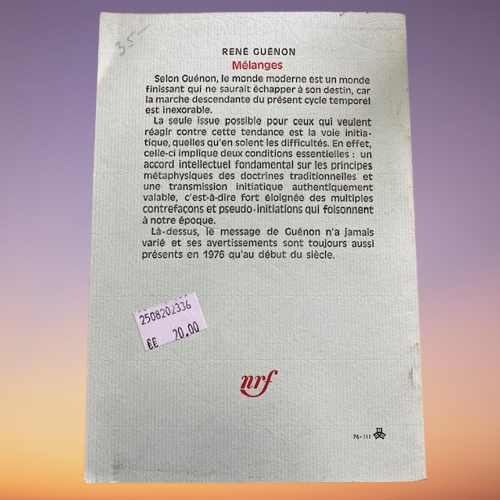 35-
RENÉ GUÉNON
Mélanges
Selon Guénon, le monde moderne est un monde
finissant qui ne saurait échapper à son destin, car
la marche descendante du présent cycle temporel
est inexorable.
La seule issue possible pour ceux qui veulent
réagir contre cette tendance est la voie initia-
tique, quelles qu'en soient les difficultés. En effet,
celle-ci implique deux conditions essentielles : un
accord intellectuel fondamental sur les principes
métaphysiques des doctrines traditionnelles et
une transmission initiatique authentiquement
valable, c'est-à-dire fort éloignée des multiples
contrefaçons et pseudo-initiations qui foisonnent
à notre époque.
Là-dessus, le message de Guénon n'a jamais
varié et ses avertissements sont toujours aussi
présents en 1976 qu'au début du siècle.
2508202336
€€ 20.00
nrf
76-III